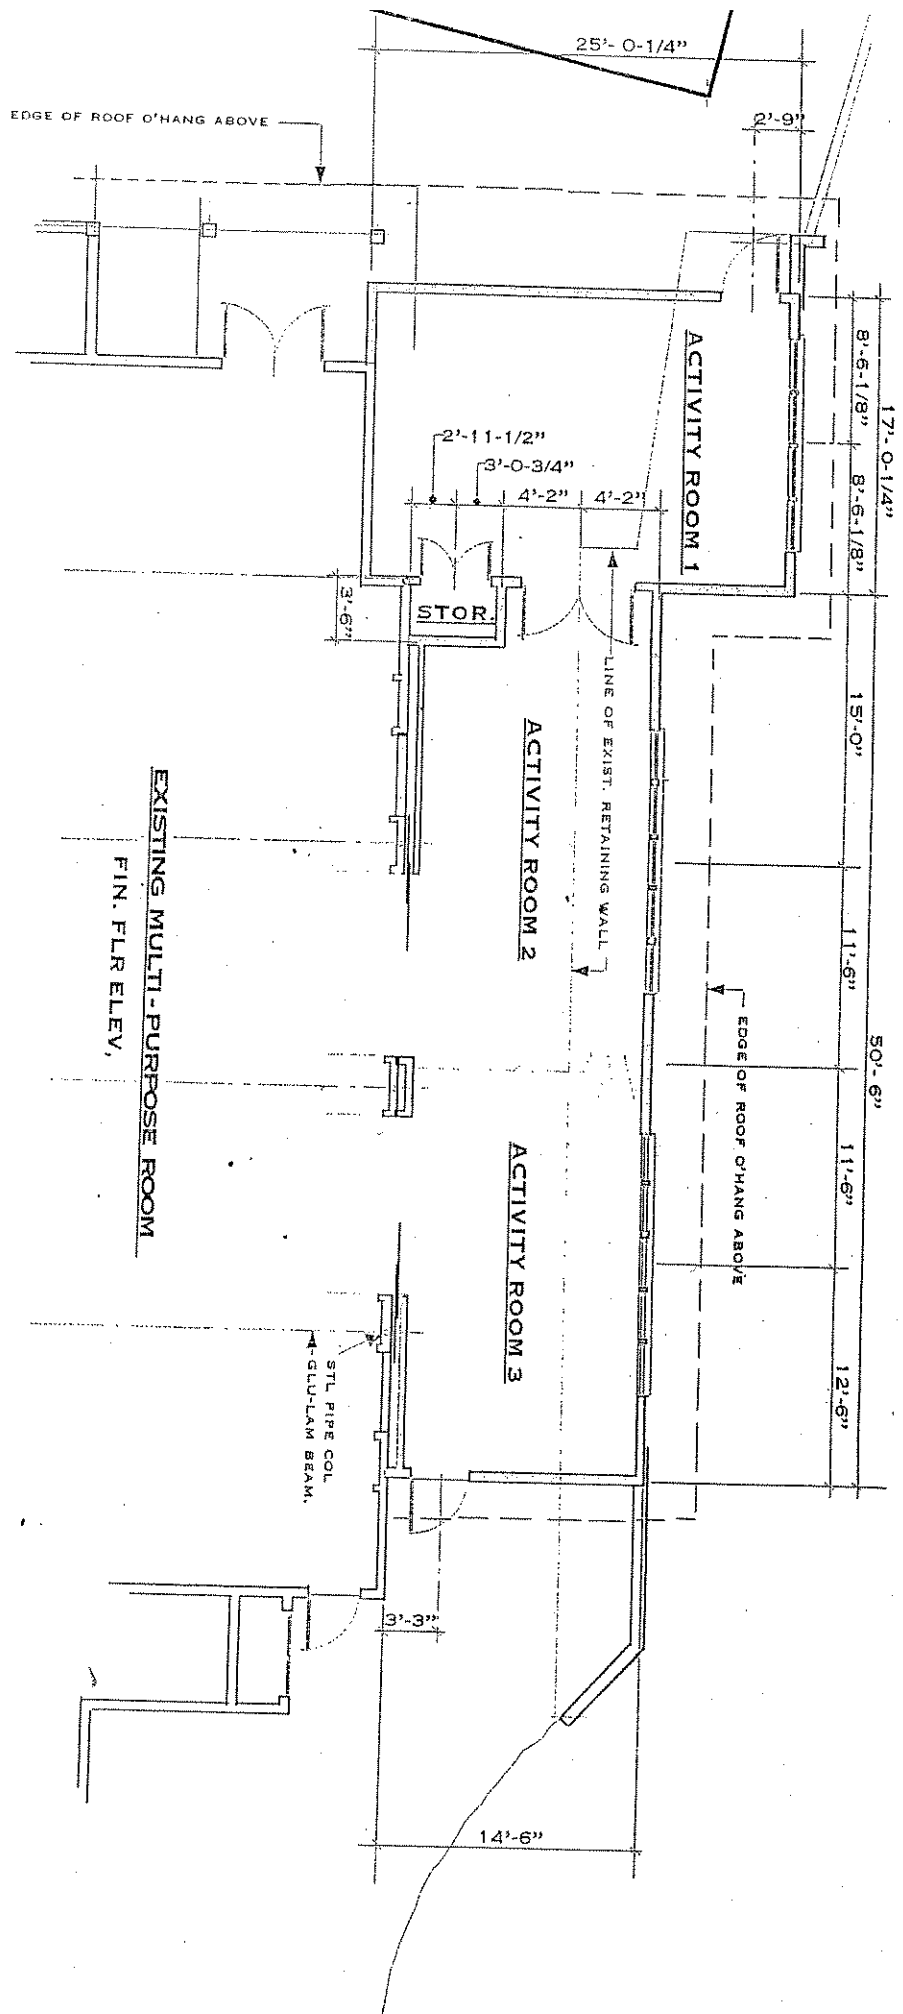 25'- 0-1/4"
EDGE OF ROOF O'HANG ABOVE
2'-9"
8'-6-1/8"
17'- 0-1/4"
8'-6-1/8"
ACTIVITY ROOM 1
2'-11-1/2"
3'-0-3/4"
4'-2"
4'-2"
3'-6"
STOR.
LINE OF EXIST. RETAINING WALL
15'-0"
ACTIVITY ROOM 2
11'-6"
50'- 6"
EDGE OF ROOF O'HANG ABOVE
EXISTING MULTI-PURPOSE ROOM
FIN. FLR ELEV,
ACTIVITY ROOM 3
11'-6"
12'-6"
STL PIPE COL
GLU-LAM BEAM,
3'-3"
14'-6"